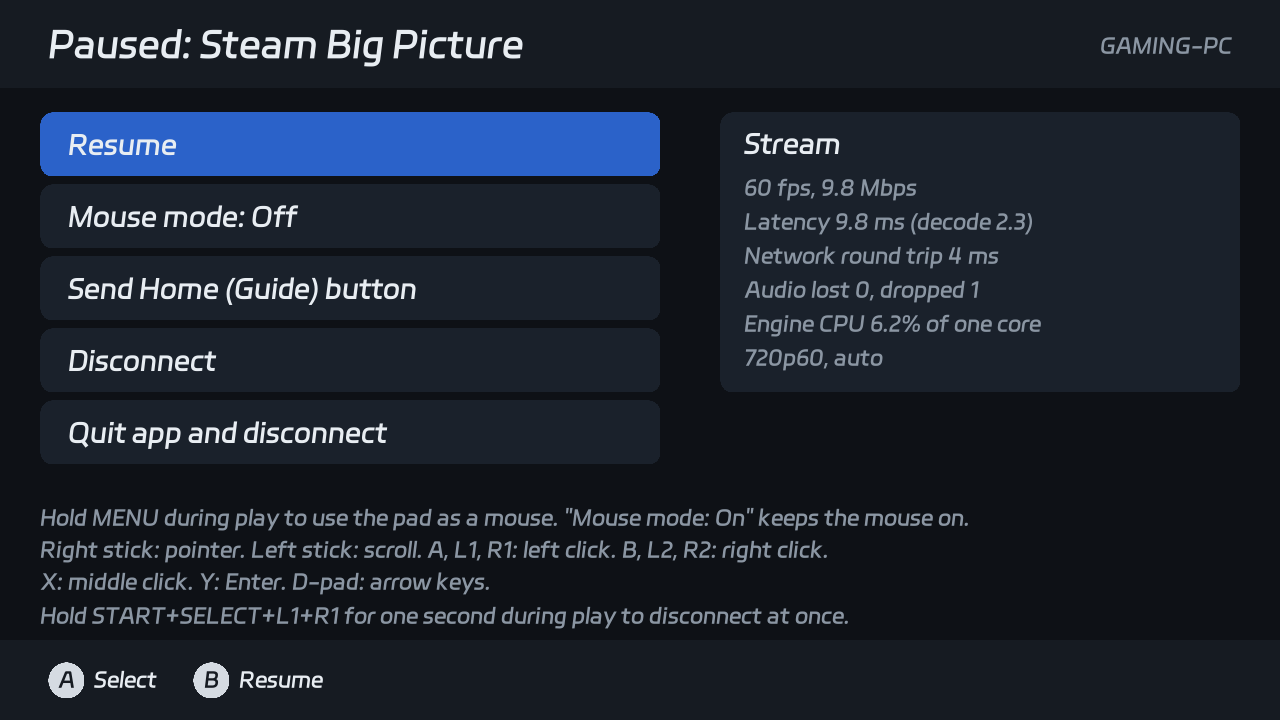 Paused: Steam Big Picture
GAMING-PC
Resume
Mouse mode: Off
Send Home (Guide) button
Disconnect
Quit app and disconnect
Stream
60 fps, 9.8 Mbps
Latency 9.8 ms (decode 2.3)
Network round trip 4 ms
Audio lost 0, dropped 1
Engine CPU 6.2% of one core
720p60, auto
Hold MENU during play to use the pad as a mouse. "Mouse mode: On" keeps the mouse on.
Right stick: pointer. Left stick: scroll. A, L1, R1: left click. B, L2, R2: right click.
X: middle click. Y: Enter. D-pad: arrow keys.
Hold START+SELECT+L1+R1 for one second during play to disconnect at once.
A Select B Resume